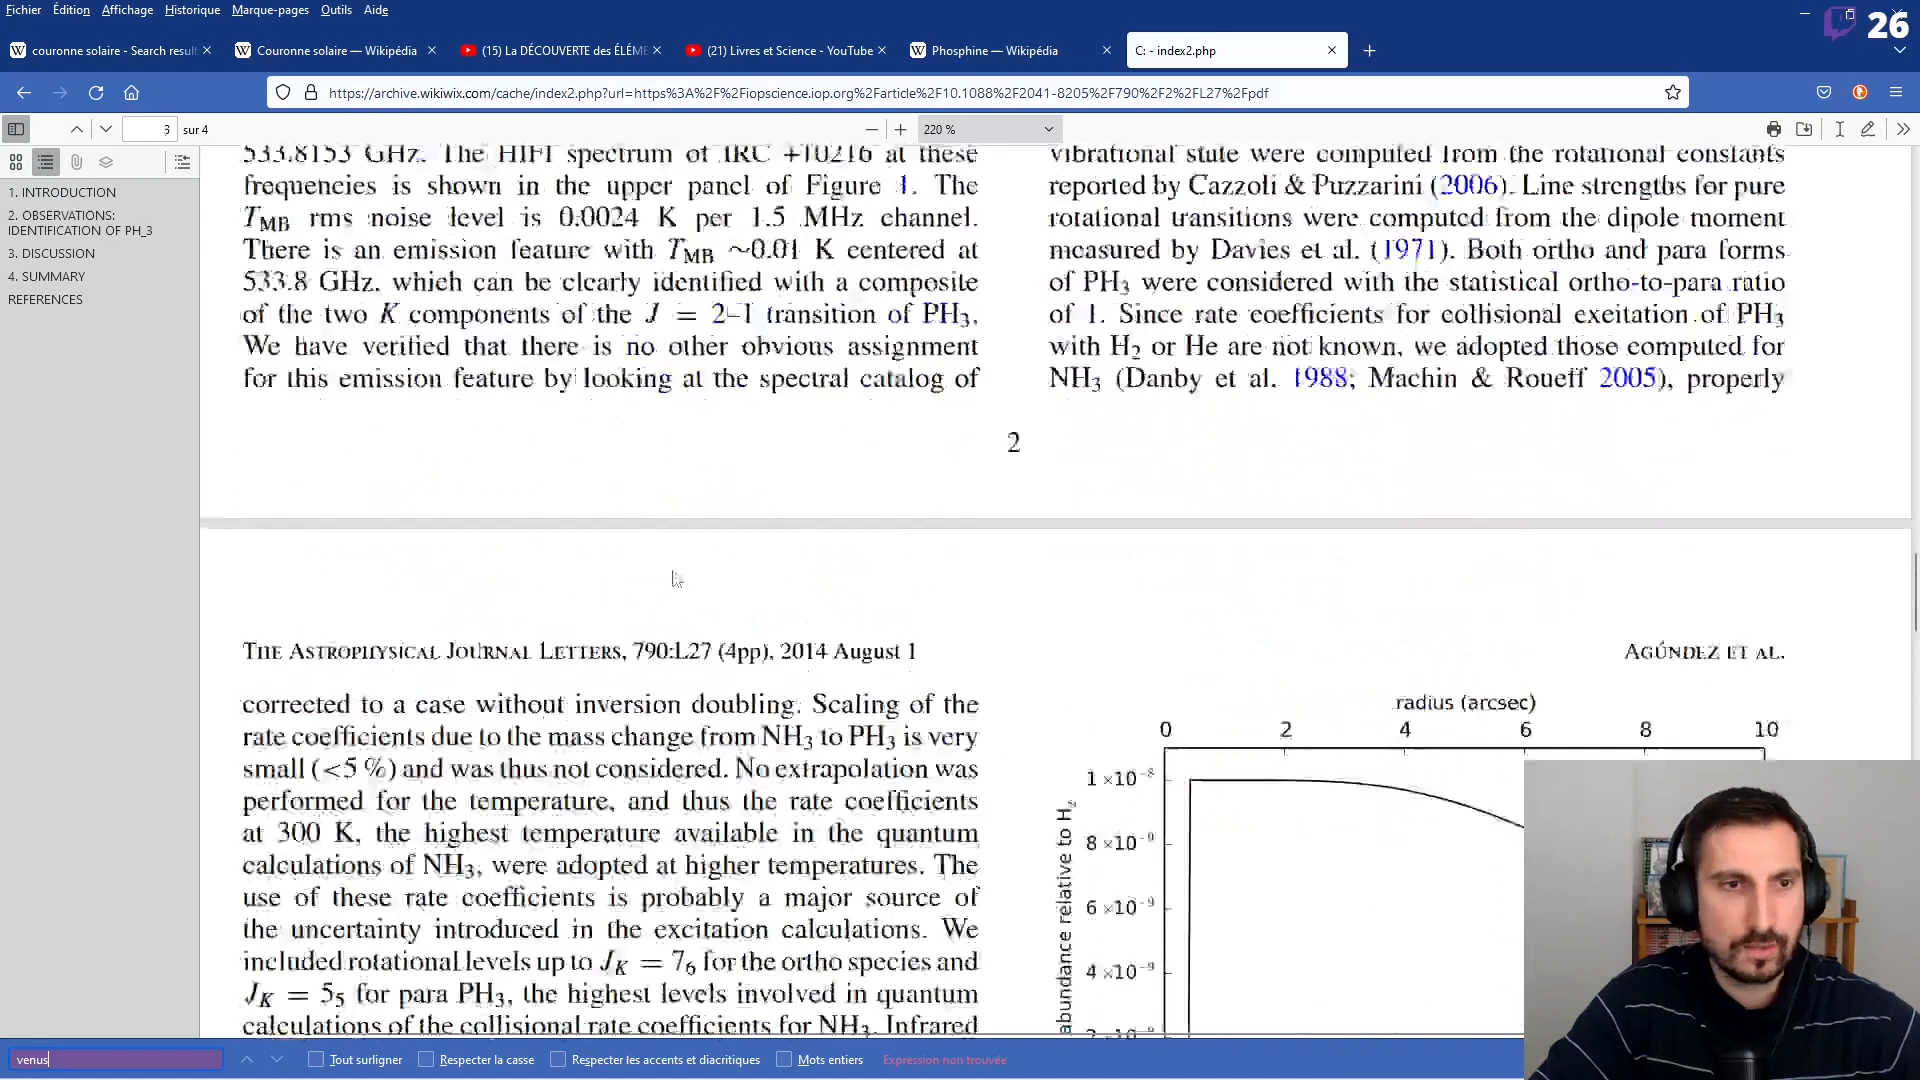 Fichier Édition Affichage Historique Marque-pages Outils Aide
26
couronne solaire - Search result
Couronne solaire — Wikipédia
(15) La DÉCOUVERTE des ÉLÉME
(21) Livres et Science - YouTube
Phosphine — Wikipédia
C: - index2.php
https://archive.wikiwix.com/cache/index2.php?url=https%3A%2F%2Fiopscience.iop.org%2Farticle%2F10.1088%2F2041-8205%2F790%2F2%2FL27%2Fpdf
3 sur 4
220 %
1. INTRODUCTION
2. OBSERVATIONS:
IDENTIFICATION OF PH_3
3. DISCUSSION
4. SUMMARY
REFERENCES
533.8153 GHz. The HIFI spectrum of IRC +10216 at these
frequencies is shown in the upper panel of Figure 1. The
TMB rms noise level is 0.0024 K per 1.5 MHz channel.
There is an emission feature with TMB ~0.01 K centered at
533.8 GHz, which can be clearly identified with a composite
of the two K components of the J = 2–1 transition of PH3.
We have verified that there is no other obvious assignment
for this emission feature by looking at the spectral catalog of
vibrational state were computed from the rotational constants
reported by Cazzoli & Puzzarini (2006). Line strengths for pure
rotational transitions were computed from the dipole moment
measured by Davies et al. (1971). Both ortho and para forms
of PH3 were considered with the statistical ortho-to-para ratio
of 1. Since rate coefficients for collisional excitation of PH3
with H2 or He are not known, we adopted those computed for
NH3 (Danby et al. 1988; Machin & Roueff 2005), properly
2
THE ASTROPHYSICAL JOURNAL LETTERS, 790:L27 (4pp), 2014 August 1
AGÚNDEZ ET AL.
corrected to a case without inversion doubling. Scaling of the
rate coefficients due to the mass change from NH3 to PH3 is very
small (<5 %) and was thus not considered. No extrapolation was
performed for the temperature, and thus the rate coefficients
at 300 K, the highest temperature available in the quantum
calculations of NH3, were adopted at higher temperatures. The
use of these rate coefficients is probably a major source of
the uncertainty introduced in the excitation calculations. We
included rotational levels up to JK = 76 for the ortho species and
JK = 55 for para PH3, the highest levels involved in quantum
calculations of the collisional rate coefficients for NH3. Infrared
radius (arcsec)
0 2 4 6 8 10
1 ×10⁻⁸
8 ×10⁻⁹
6 ×10⁻⁹
4 ×10⁻⁹
abundance relative to H2
venus
Tout surligner
Respecter la casse
Respecter les accents et diacritiques
Mots entiers
Expression non trouvée